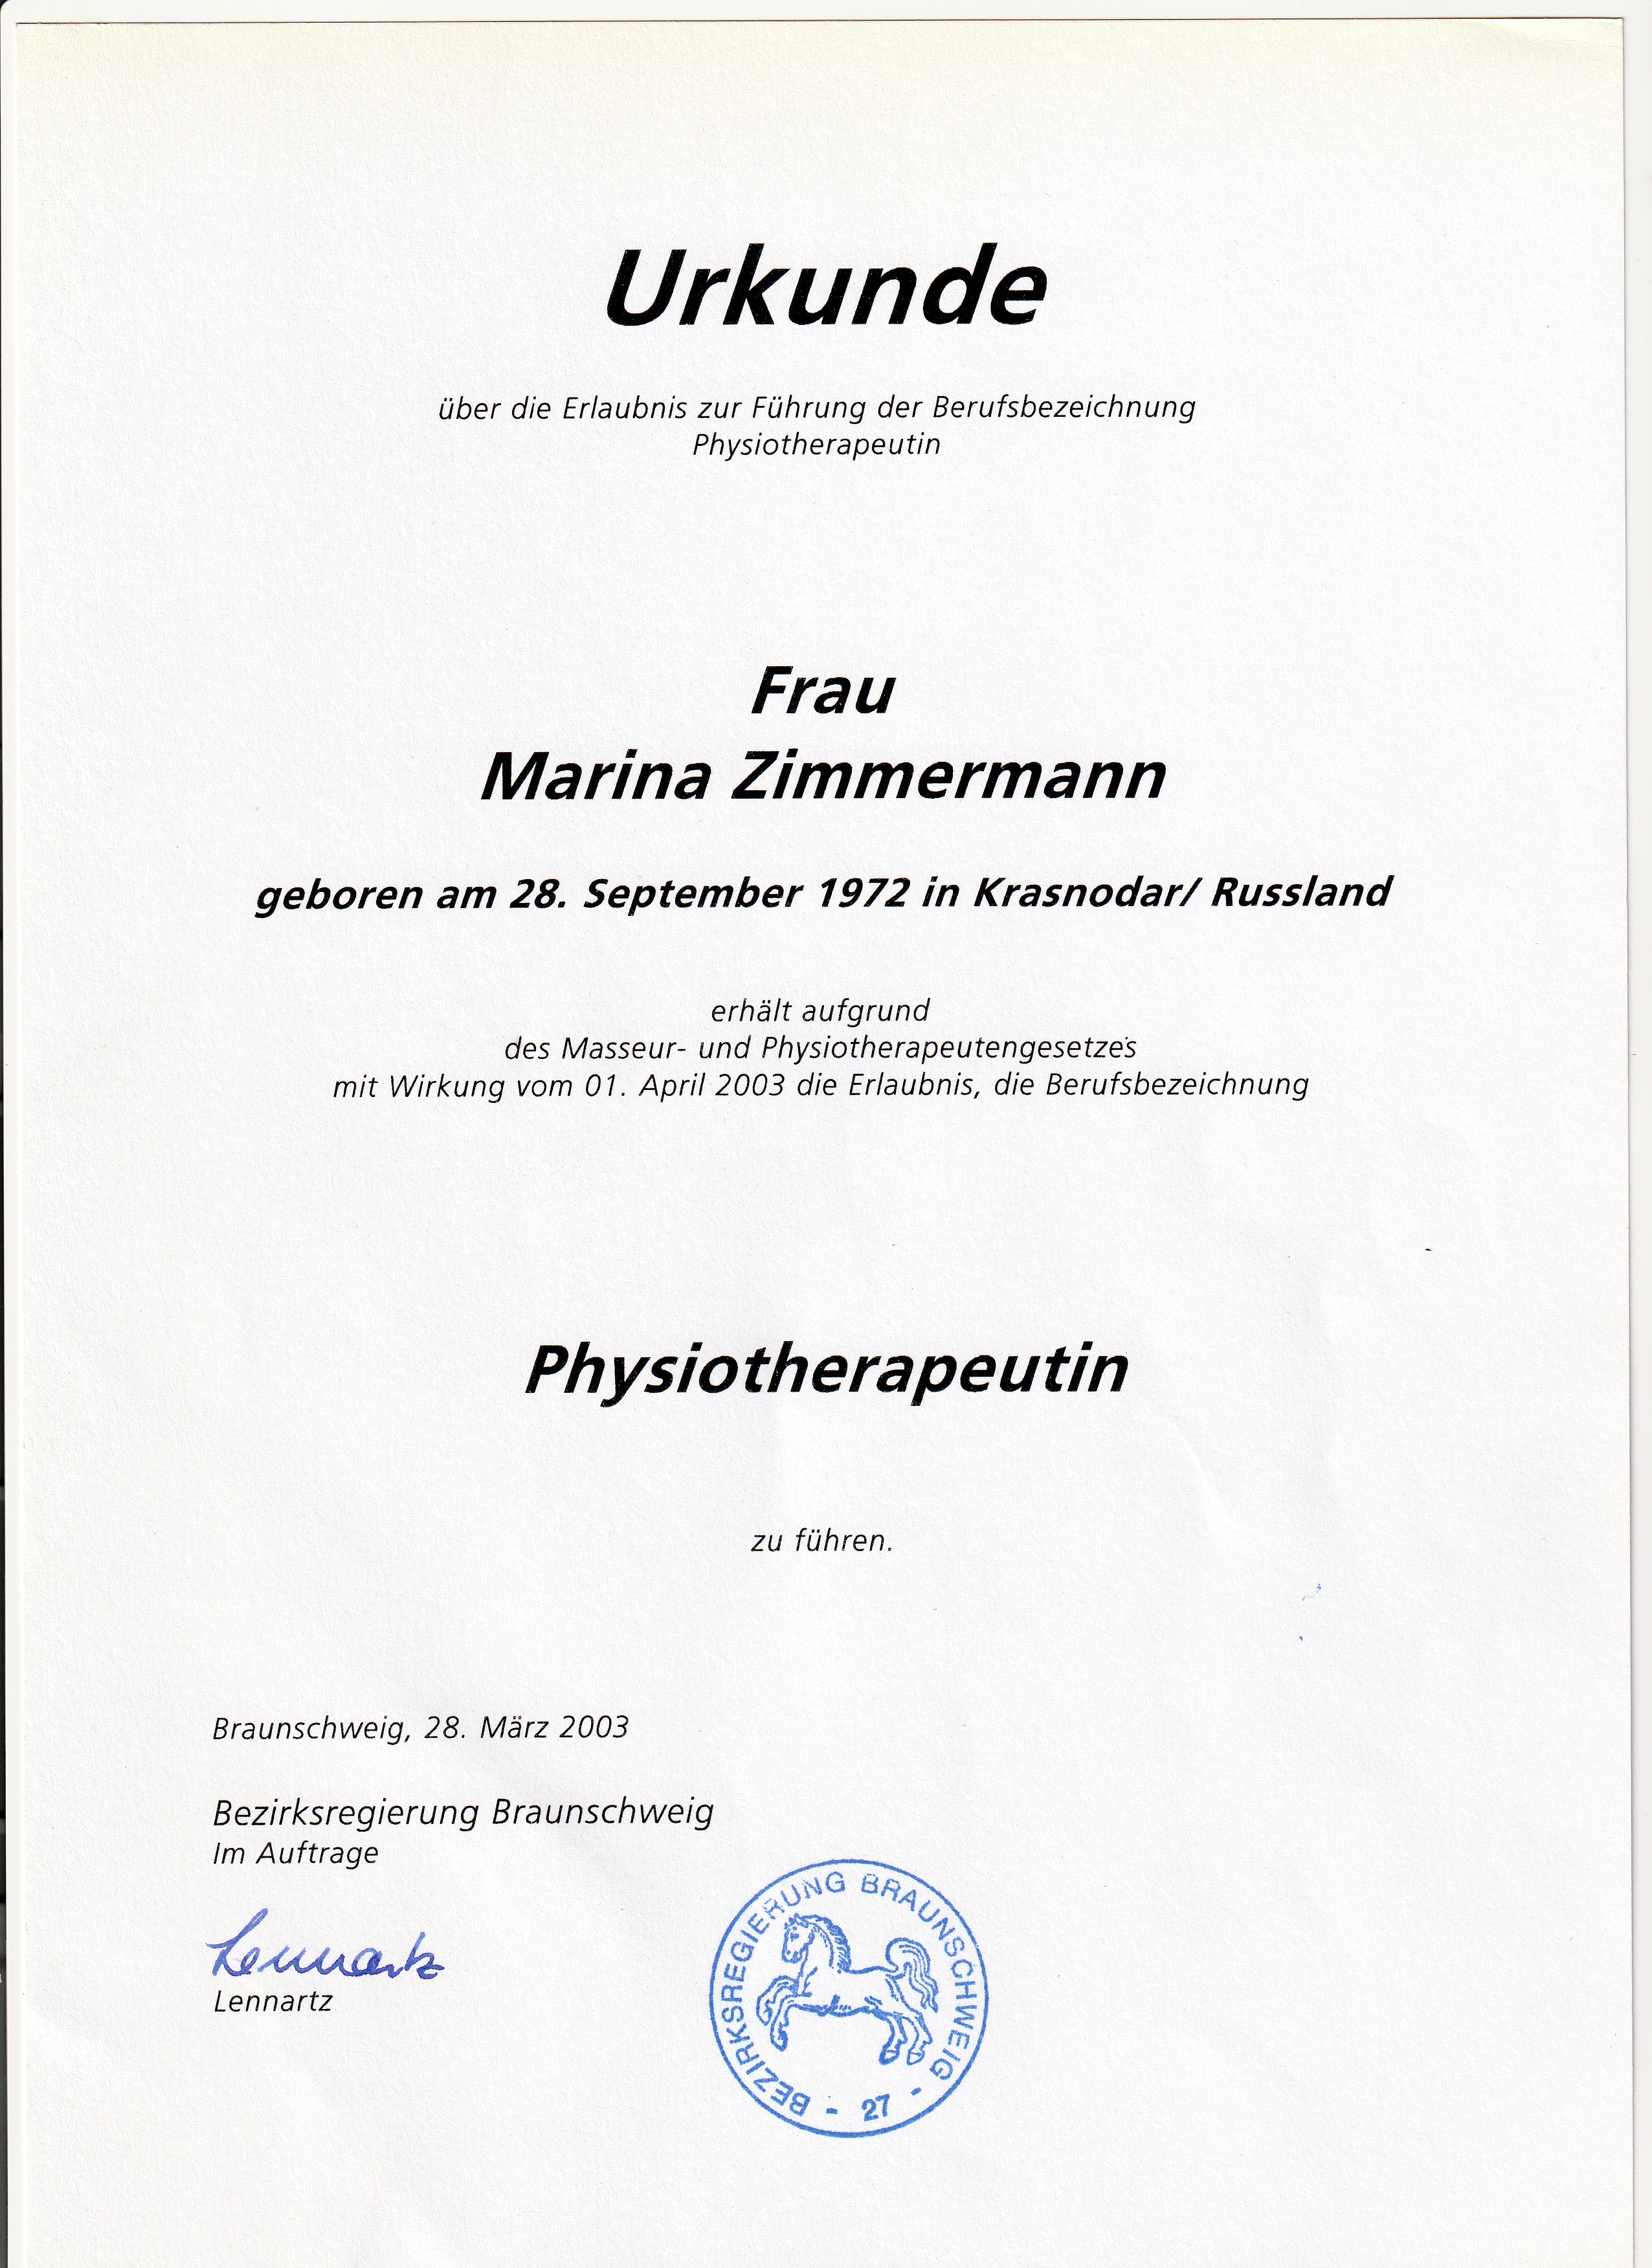 Urkunde
über die Erlaubnis zur Führung der Berufsbezeichnung
Physiotherapeutin
Frau
Marina Zimmermann
geboren am 28. September 1972 in Krasnodar/ Russland
erhält aufgrund
des Masseur- und Physiotherapeutengesetzes
mit Wirkung vom 01. April 2003 die Erlaubnis, die Berufsbezeichnung
Physiotherapeutin
zu führen.
Braunschweig, 28. März 2003
Bezirksregierung Braunschweig
Im Auftrage
Lennartz
Lennartz
BEZIRKSREGIERUNG BRAUNSCHWEIG
- 27 -